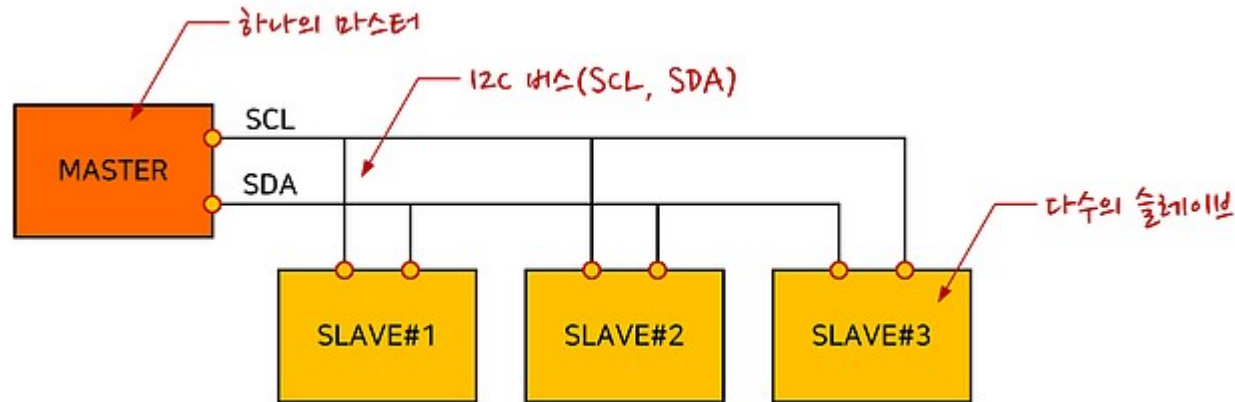 하나의 마스터
I2C 버스(SCL, SDA)
SCL
MASTER
SDA
다수의 슬레이브
SLAVE#1
SLAVE#2
SLAVE#3